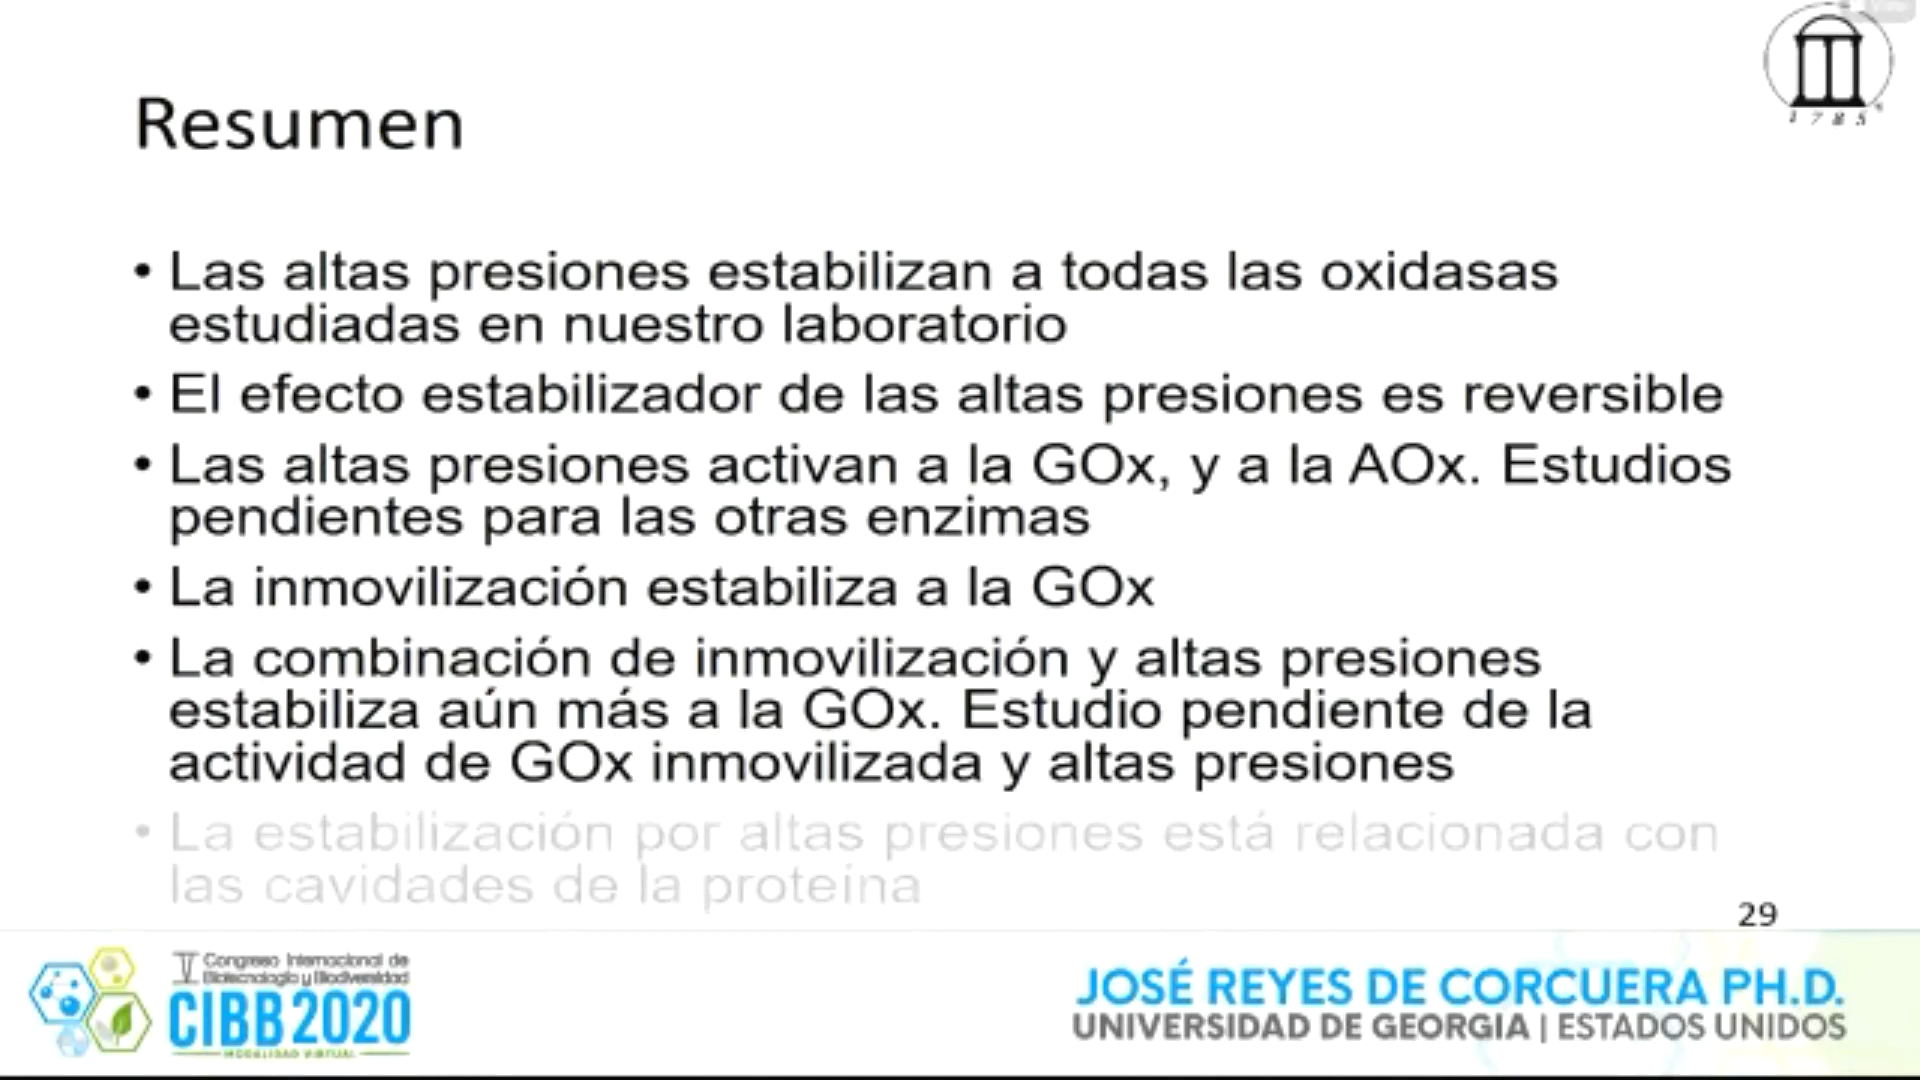 Resumen
1785
• Las altas presiones estabilizan a todas las oxidasas
estudiadas en nuestro laboratorio
• El efecto estabilizador de las altas presiones es reversible
• Las altas presiones activan a la GOx, y a la AOx. Estudios
pendientes para las otras enzimas
• La inmovilización estabiliza a la GOx
• La combinación de inmovilización y altas presiones
estabiliza aún más a la GOx. Estudio pendiente de la
actividad de GOx inmovilizada y altas presiones
• La estabilización por altas presiones está relacionada con
las cavidades de la proteína
29
V Congreso Internacional de
Biotecnología y Biodiversidad
CIBB 2020
MODALIDAD VIRTUAL
JOSÉ REYES DE CORCUERA PH.D.
UNIVERSIDAD DE GEORGIA | ESTADOS UNIDOS